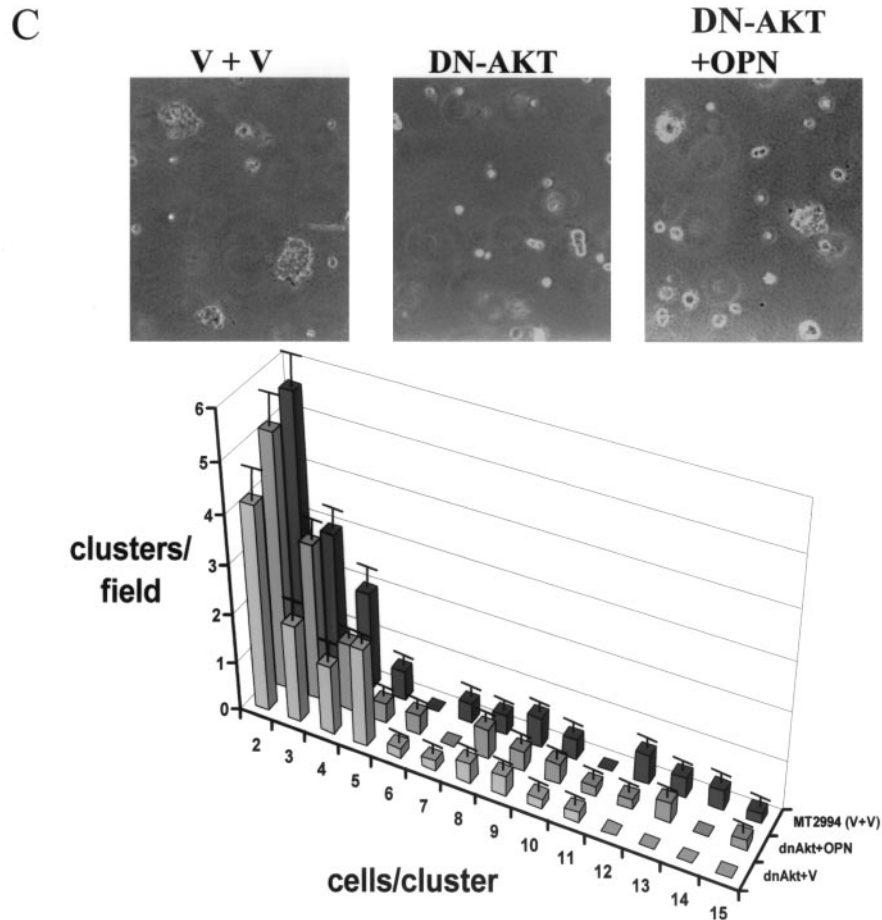 C
V + V
DN-AKT
DN-AKT
+OPN
6
5
4
3
2
1
0
clusters/
field
2
3
4
5
6
7
8
9
10
11
12
13
14
15
cells/cluster
MT2994 (V+V)
dnAkt+OPN
dnAkt+V